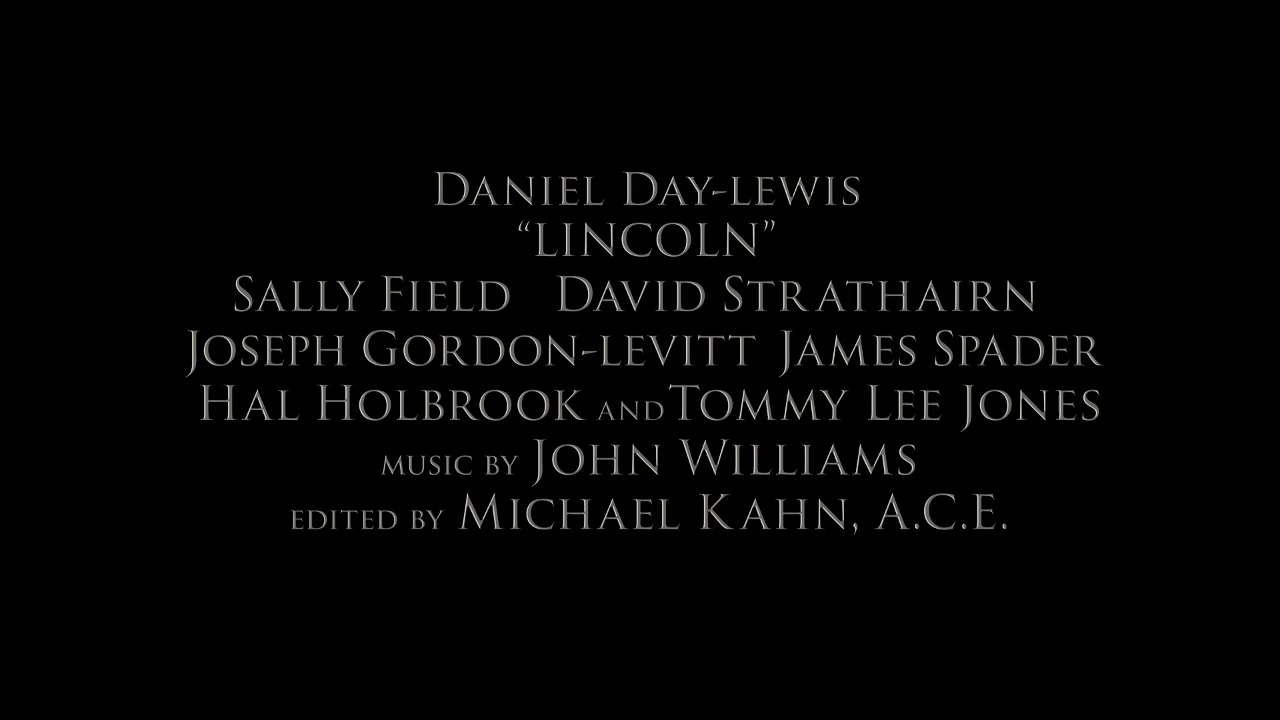 Daniel Day-lewis
“LINCOLN”
Sally Field David Strathairn
Joseph Gordon-levitt James Spader
Hal Holbrook and Tommy Lee Jones
music by John Williams
edited by Michael Kahn, A.C.E.